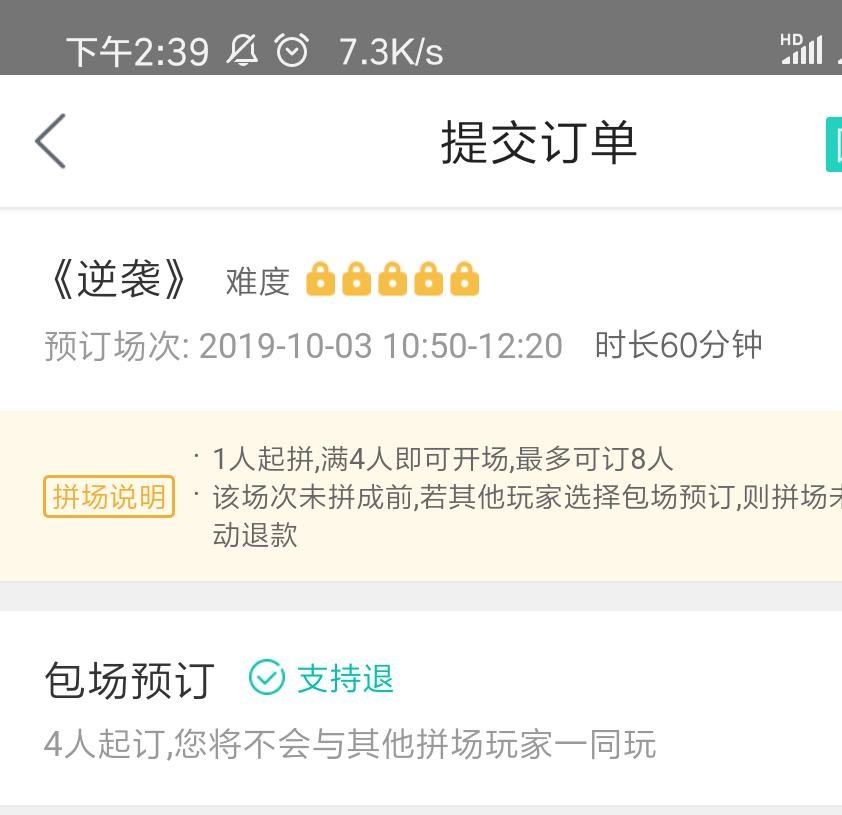 下午2:39 7.3K/s HD
提交订单
《逆袭》 难度
预订场次: 2019-10-03 10:50-12:20 时长60分钟
· 1人起拼,满4人即可开场,最多可订8人
拼场说明 · 该场次未拼成前,若其他玩家选择包场预订,则拼场未
动退款
包场预订 支持退
4人起订,您将不会与其他拼场玩家一同玩